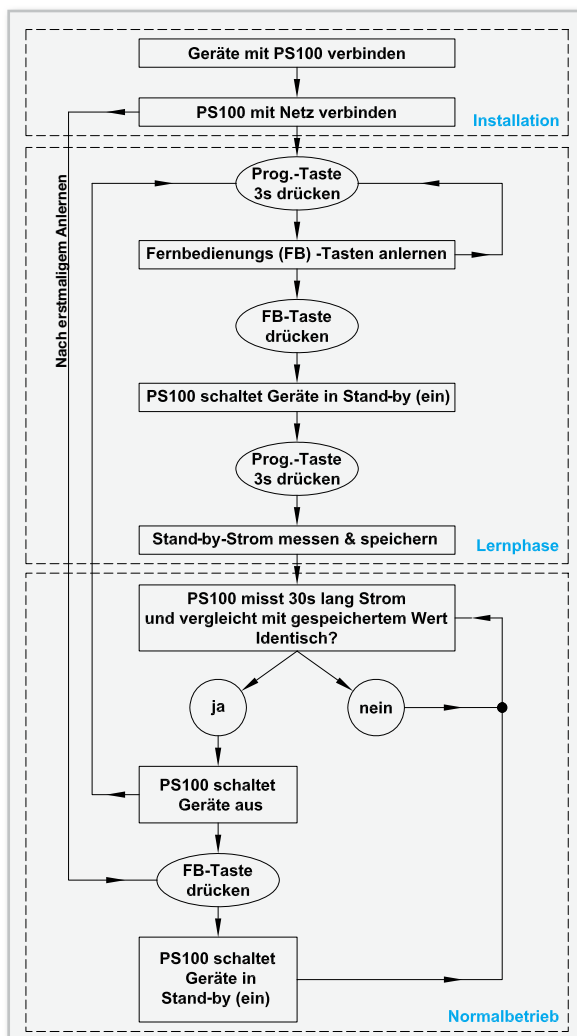 Geräte mit PS100 verbinden
PS100 mit Netz verbinden
Installation
Nach erstmaligem Anlernen
Prog.-Taste
3s drücken
Fernbedienungs (FB) -Tasten anlernen
FB-Taste
drücken
PS100 schaltet Geräte in Stand-by (ein)
Prog.-Taste
3s drücken
Stand-by-Strom messen & speichern
Lernphase
PS100 misst 30s lang Strom
und vergleicht mit gespeichertem Wert
Identisch?
ja
nein
PS100 schaltet
Geräte aus
FB-Taste
drücken
PS100 schaltet
Geräte in
Stand-by (ein)
Normalbetrieb